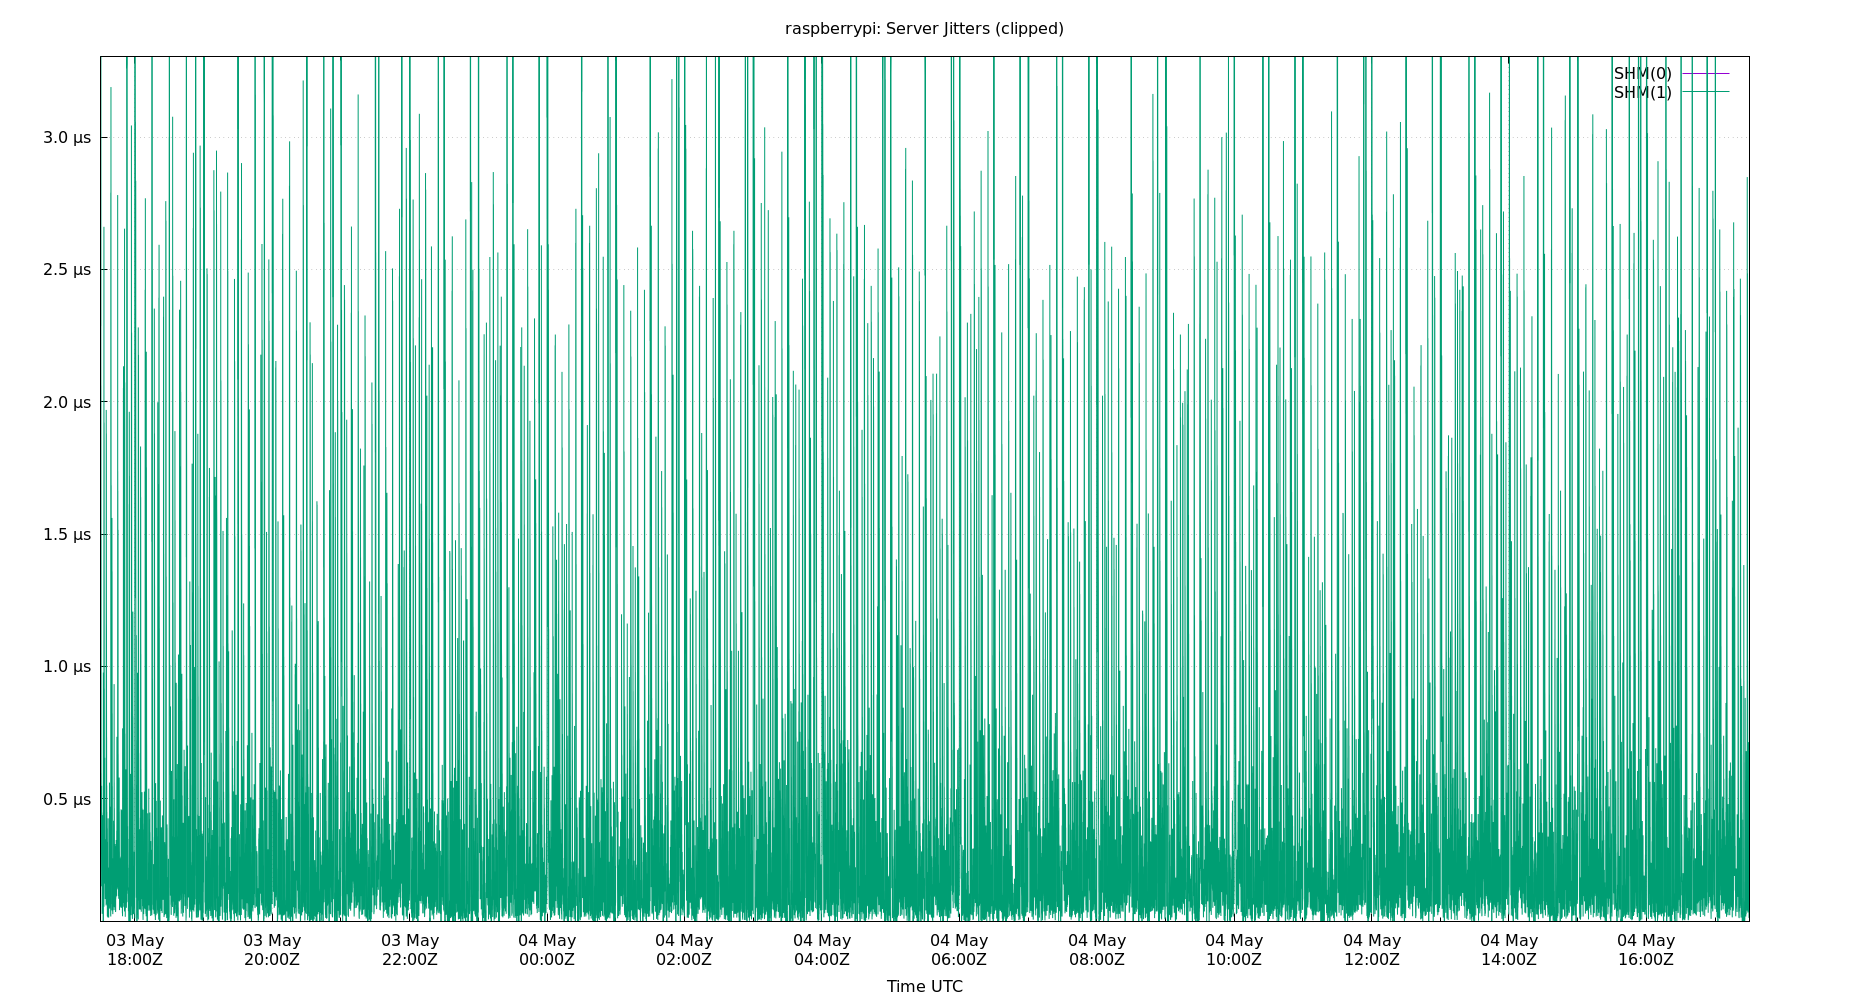 raspberrypi: Server Jitters (clipped)
SHM(0)
SHM(1)
3.0 µs
2.5 µs
2.0 µs
1.5 µs
1.0 µs
0.5 µs
03 May 03 May 03 May 04 May 04 May 04 May 04 May 04 May 04 May 04 May 04 May 04 May
18:00Z 20:00Z 22:00Z 00:00Z 02:00Z 04:00Z 06:00Z 08:00Z 10:00Z 12:00Z 14:00Z 16:00Z
Time UTC